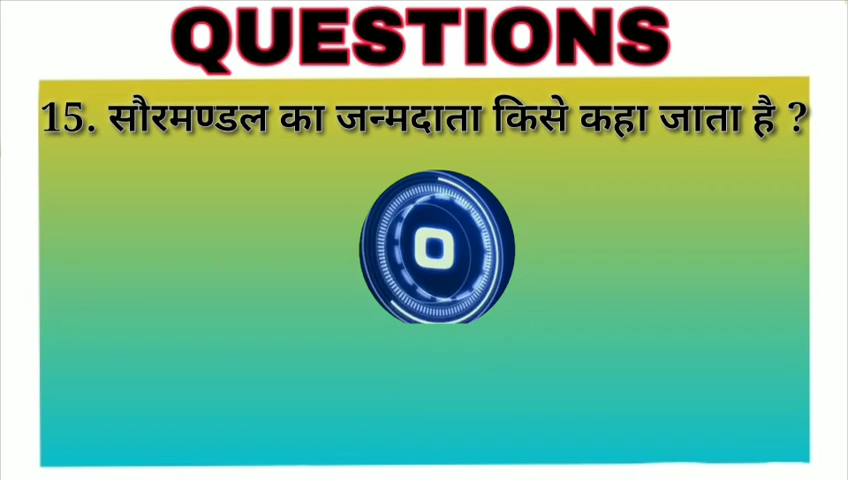 QUESTIONS
15. सौरमण्डल का जन्मदाता किसे कहा जाता है ?
0